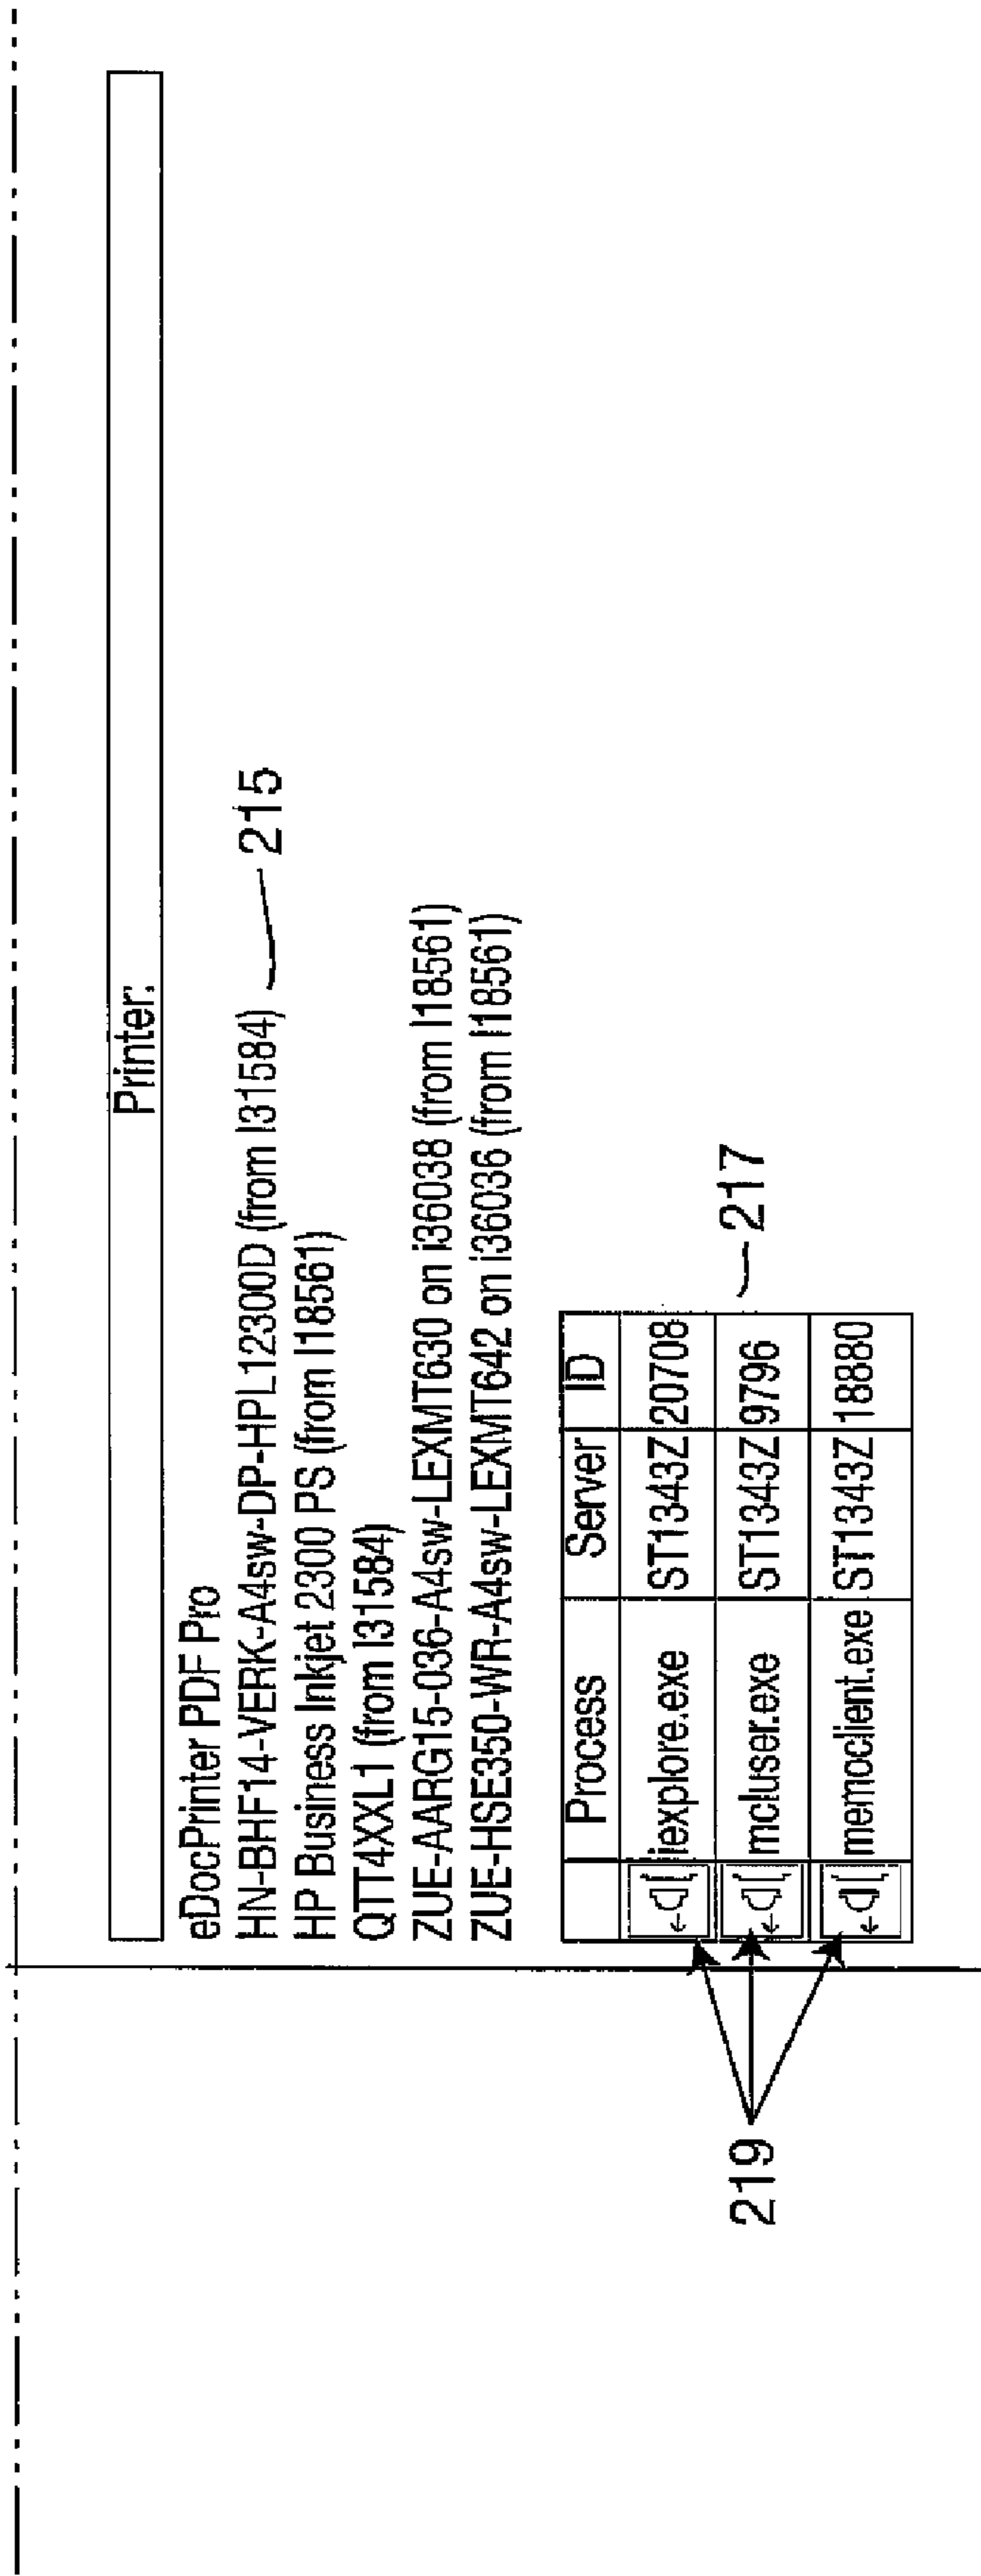 Printer:
eDocPrinter PDF Pro
HN-BHF14-VERK-A4sw-DP-HPL12300D (from I31584) 215
HP Business Inkjet 2300 PS (from I18561)
QTT4XXL1 (from I31584)
ZUE-AARG15-036-A4sw-LEXMT630 on i36038 (from I18561)
ZUE-HSE350-WR-A4sw-LEXMT642 on i36036 (from I18561)
Process Server ID
iexplore.exe ST1343Z 20708
219 mcluser.exe ST1343Z 9796 217
memoclient.exe ST1343Z 18880